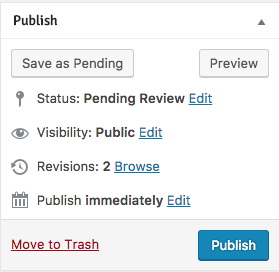 Publish
Save as Pending Preview
Status: Pending Review Edit
Visibility: Public Edit
Revisions: 2 Browse
Publish immediately Edit
Move to Trash Publish